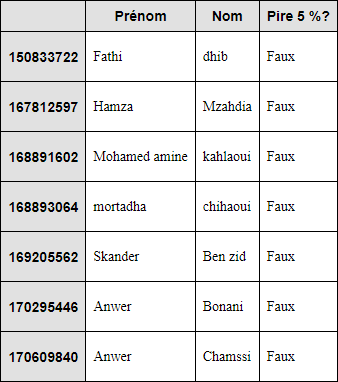 Prénom Nom Pire 5 %?
150833722 Fathi dhib Faux
167812597 Hamza Mzahdia Faux
168891602 Mohamed amine kahlaoui Faux
168893064 mortadha chihaoui Faux
169205562 Skander Ben zid Faux
170295446 Anwer Bonani Faux
170609840 Anwer Chamssi Faux